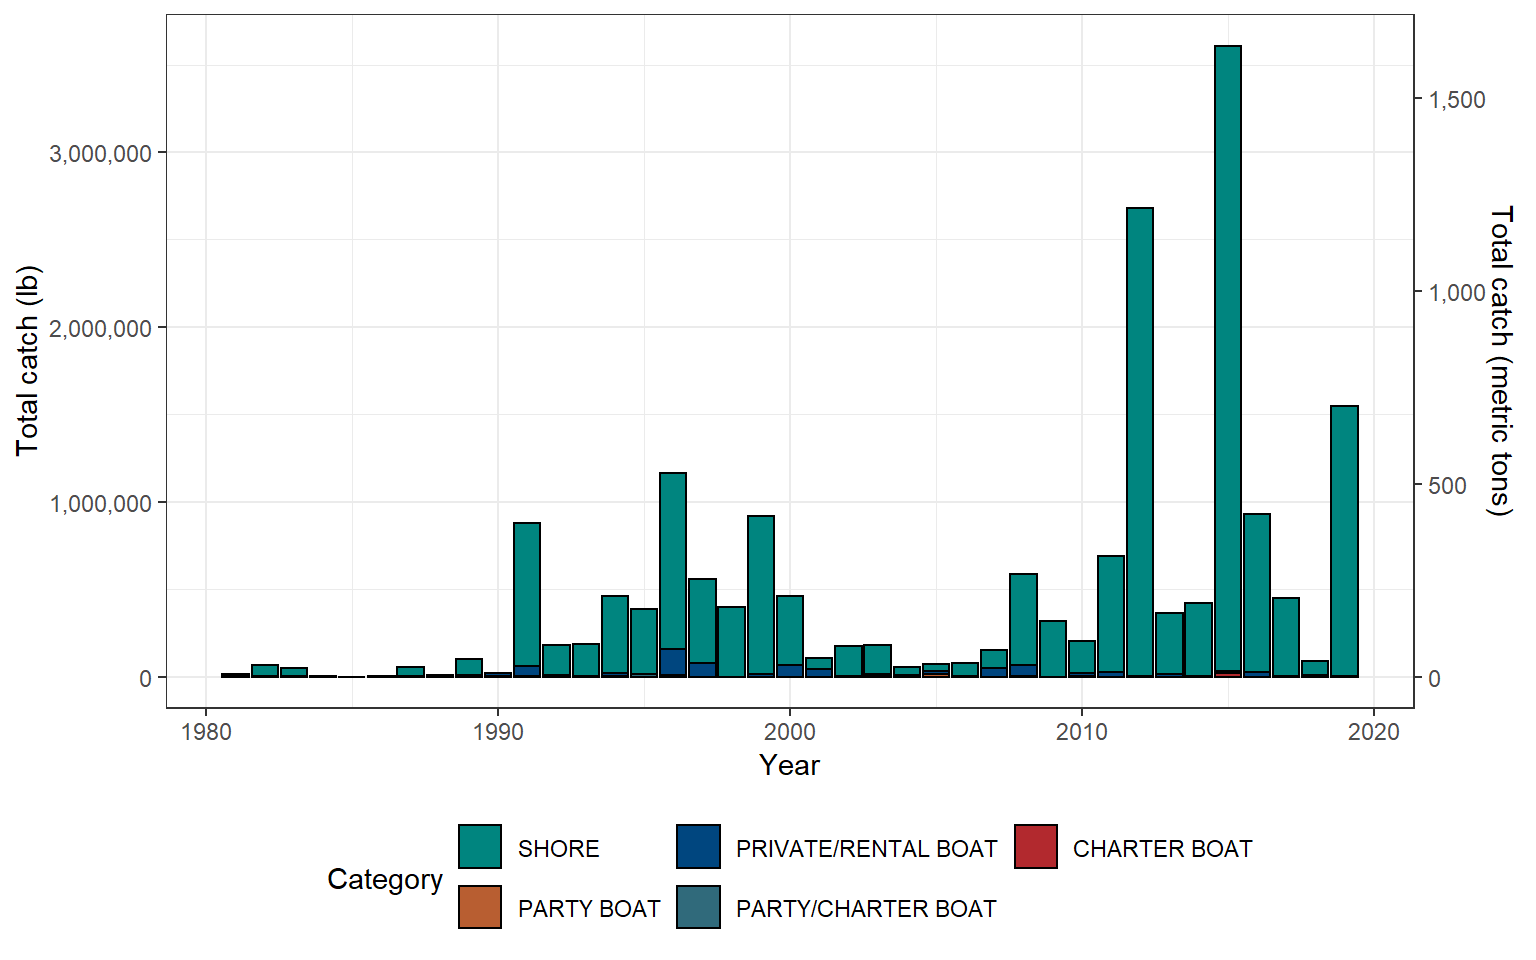 Total catch (lb)
3,000,000
2,000,000
1,000,000
0
1,500
1,000
500
0
Total catch (metric tons)
1980 1990 2000 2010 2020
Year
Category
SHORE PRIVATE/RENTAL BOAT CHARTER BOAT
PARTY BOAT PARTY/CHARTER BOAT